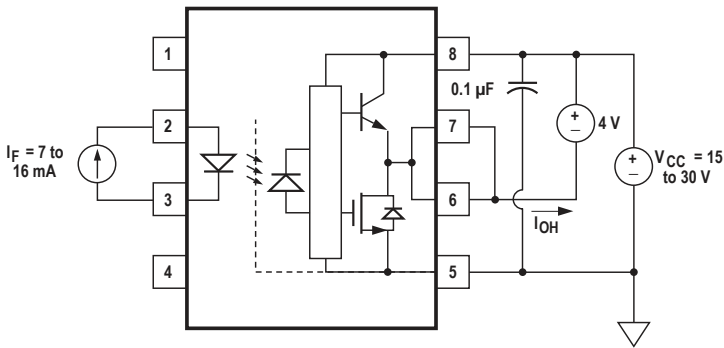 1
8
0.1 µF
+
–
4 V
2
7
I_F = 7 to
16 mA
+
–
V_CC = 15
to 30 V
3
6
I_OH
4
5